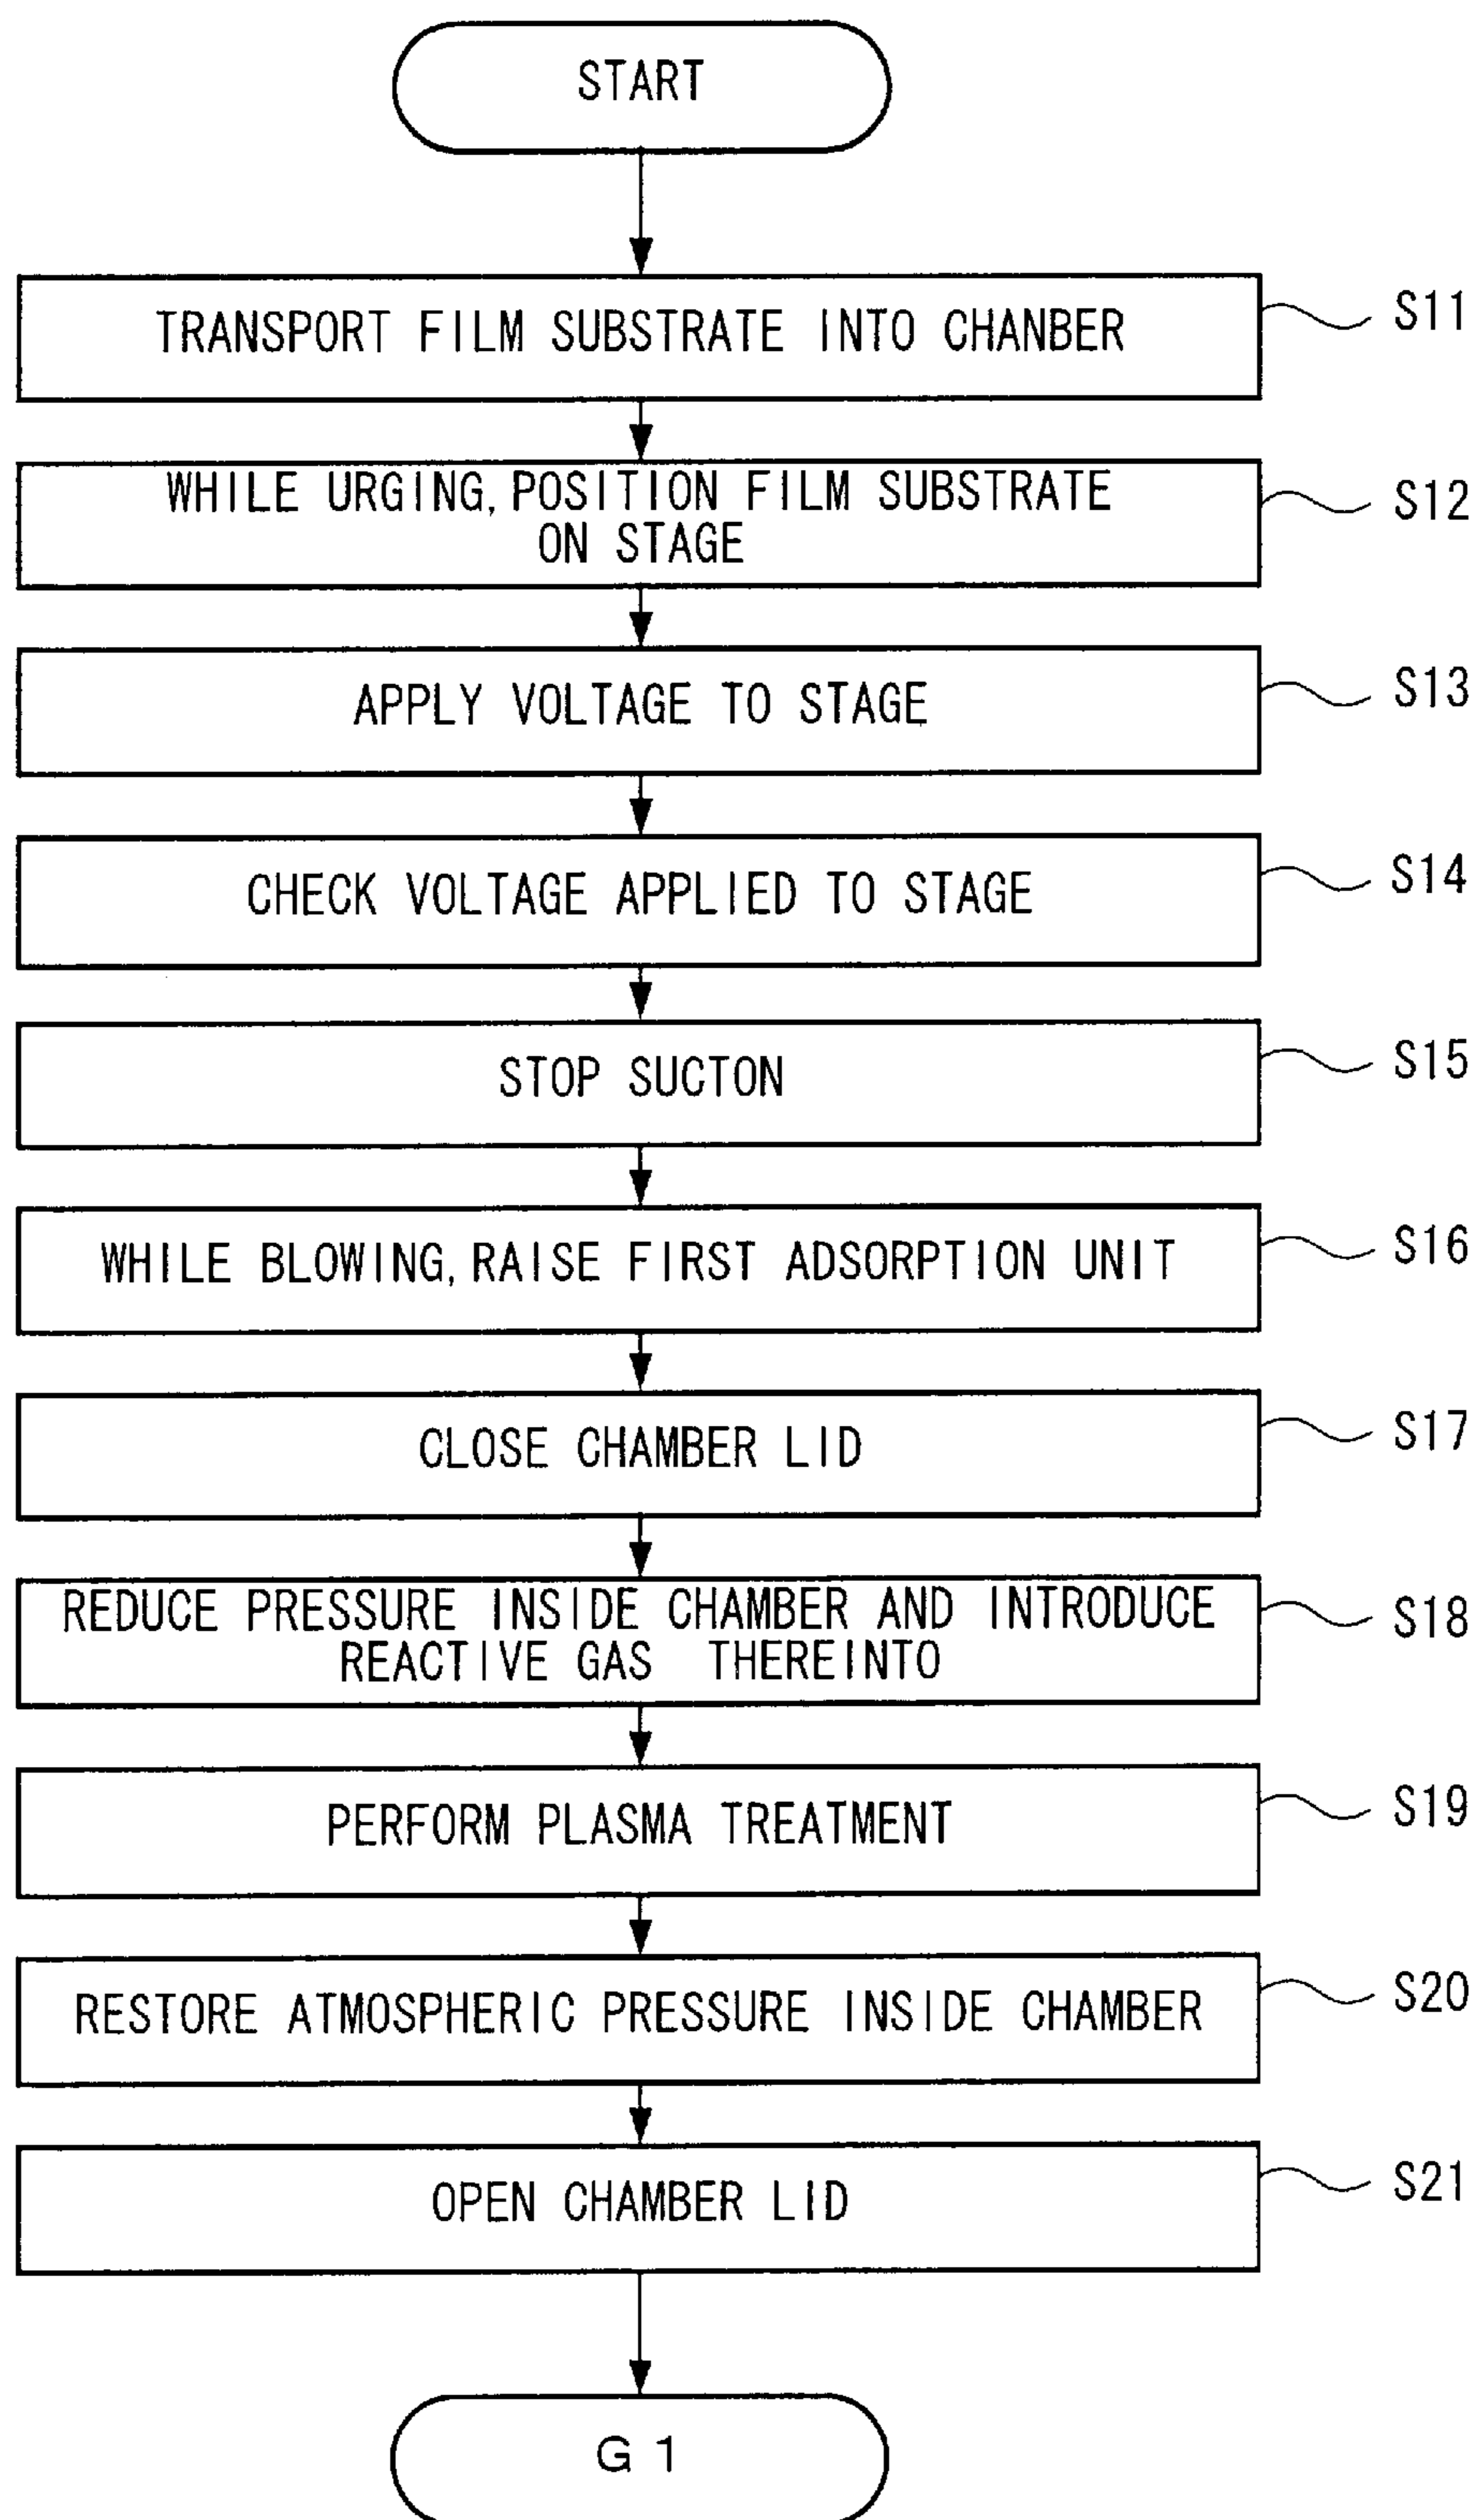 START
TRANSPORT FILM SUBSTRATE INTO CHANBER
S11
WHILE URGING, POSITION FILM SUBSTRATE
ON STAGE
S12
APPLY VOLTAGE TO STAGE
S13
CHECK VOLTAGE APPLIED TO STAGE
S14
STOP SUCTON
S15
WHILE BLOWING, RAISE FIRST ADSORPTION UNIT
S16
CLOSE CHAMBER LID
S17
REDUCE PRESSURE INSIDE CHAMBER AND INTRODUCE
REACTIVE GAS THEREINTO
S18
PERFORM PLASMA TREATMENT
S19
RESTORE ATMOSPHERIC PRESSURE INSIDE CHAMBER
S20
OPEN CHAMBER LID
S21
G 1